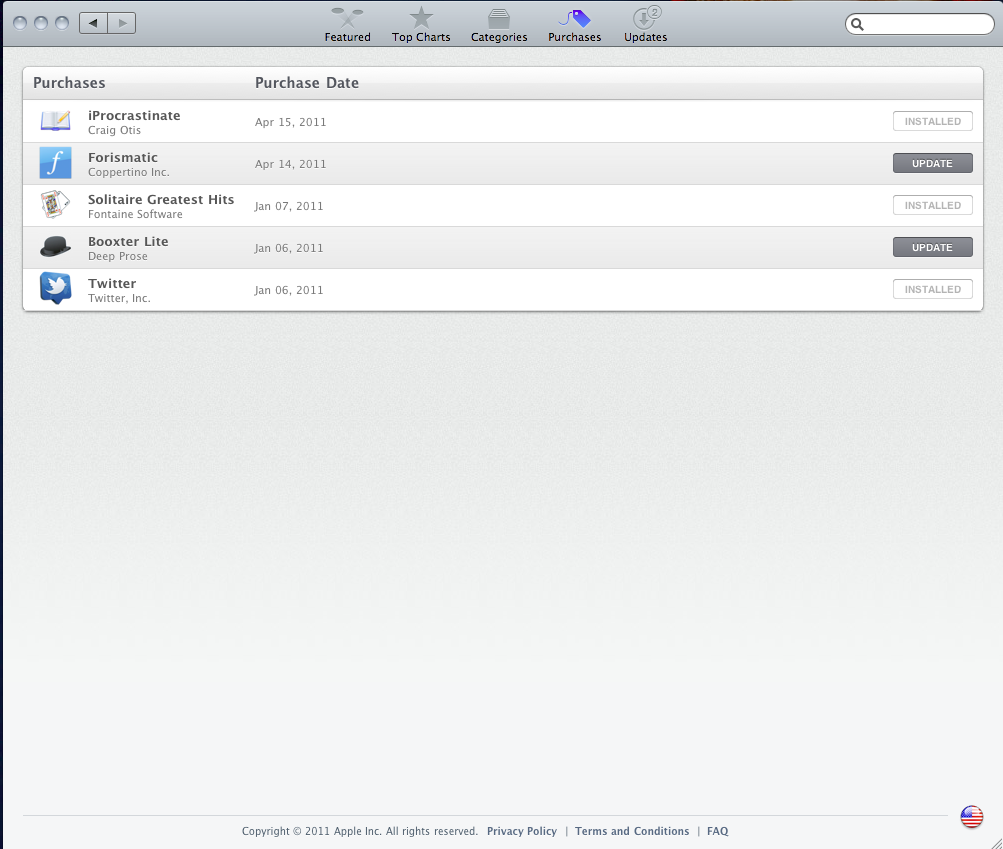 2
Featured Top Charts Categories Purchases Updates
Purchases Purchase Date
iProcrastinate
Craig Otis
Apr 15, 2011
INSTALLED
f
Forismatic
Coppertino Inc.
Apr 14, 2011
UPDATE
Solitaire Greatest Hits
Fontaine Software
Jan 07, 2011
INSTALLED
Booxter Lite
Deep Prose
Jan 06, 2011
UPDATE
Twitter
Twitter, Inc.
Jan 06, 2011
INSTALLED
Copyright © 2011 Apple Inc. All rights reserved. Privacy Policy | Terms and Conditions | FAQ